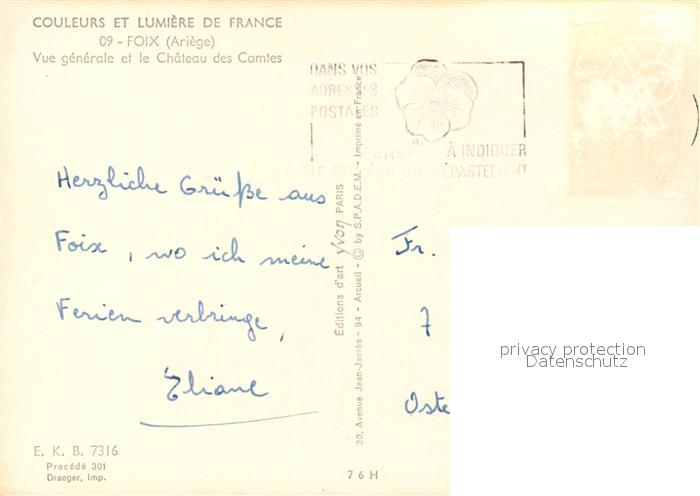 COULEURS ET LUMIÈRE DE FRANCE
09 - FOIX (Ariège)
Vue générale et le Château des Comtes
DANS VOS
ADRESSES
POSTALES
PENSEZ
À INDIQUER
LE NUMÉRO DU DÉPARTEMENT
Herzliche Grüße aus
Foix, wo ich meine
Ferien verbringe,
Eliane
Éditions d'art yvon PARIS
30, Avenue Jean-Jaurès - 94 - Arcueil - © by S.P.A.D.E.M. - Imprimé en France
Fr.
7
Oste
privacy protection
Datenschutz
E. K. B. 7316
Procédé 301
Draeger, Imp.
76H